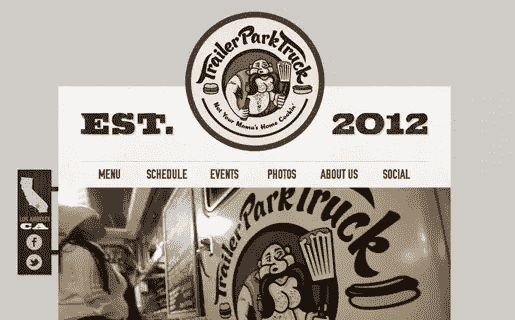 Trailer Park Truck
Not Your Mama's Home Cookin'
EST. 2012
MENU SCHEDULE EVENTS PHOTOS ABOUT US SOCIAL
LOS ANGELES
CA
f
Trailer Park Truck